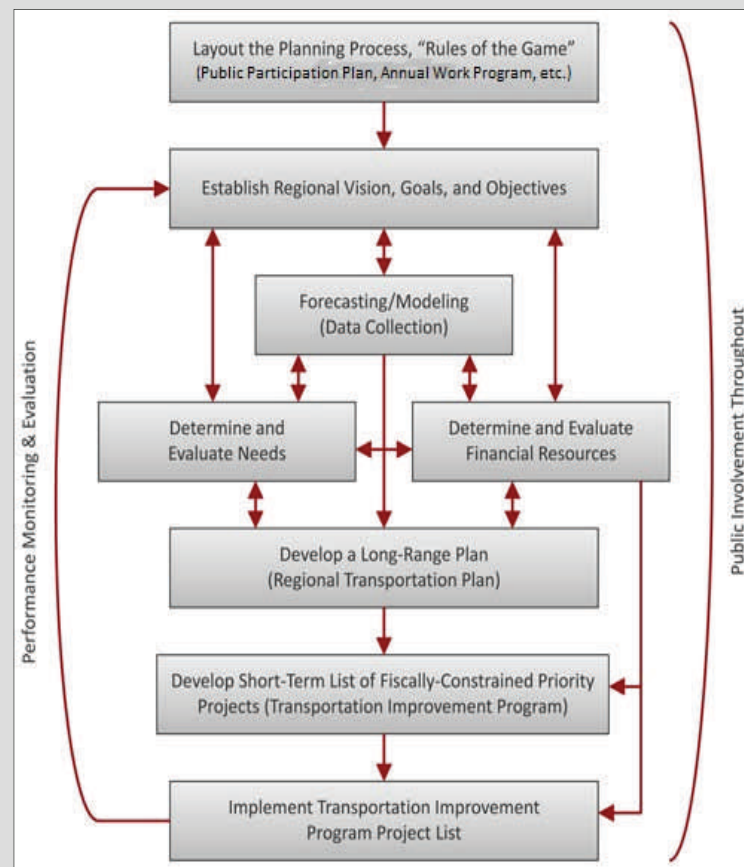 Layout the Planning Process, “Rules of the Game”
(Public Participation Plan, Annual Work Program, etc.)
Establish Regional Vision, Goals, and Objectives
Forecasting/Modeling
(Data Collection)
Determine and
Evaluate Needs
Determine and Evaluate
Financial Resources
Develop a Long-Range Plan
(Regional Transportation Plan)
Develop Short-Term List of Fiscally-Constrained Priority
Projects (Transportation Improvement Program)
Implement Transportation Improvement
Program Project List
Performance Monitoring & Evaluation
Public Involvement Throughout